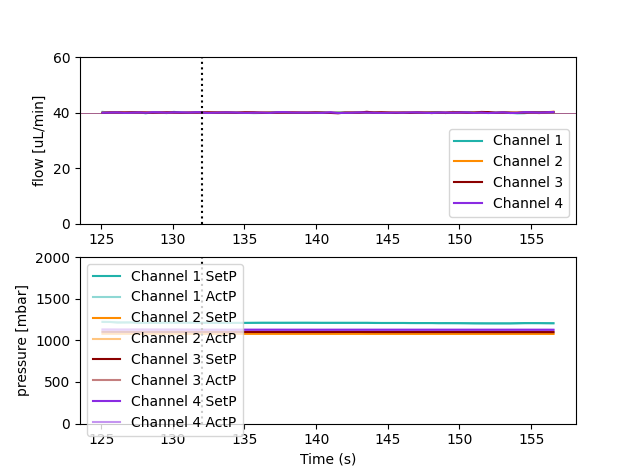 60
40
20
0
flow [uL/min]
Channel 1
Channel 2
Channel 3
Channel 4
125 130 135 140 145 150 155
2000
1500
1000
500
0
pressure [mbar]
Channel 1 SetP
Channel 1 ActP
Channel 2 SetP
Channel 2 ActP
Channel 3 SetP
Channel 3 ActP
Channel 4 SetP
Channel 4 ActP
125 130 135 140 145 150 155
Time (s)